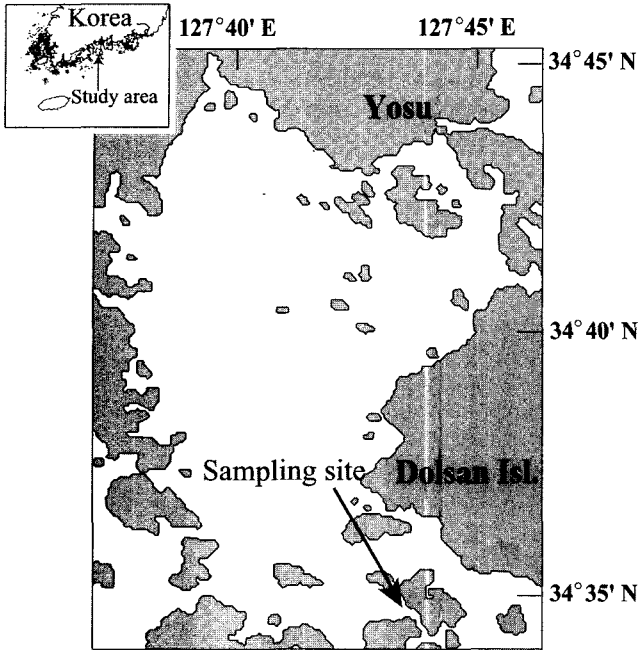 Korea
Study area
127°40' E
127°45' E
34°45' N
Yosu
34°40' N
Sampling site
Dolsan Isl.
34°35' N